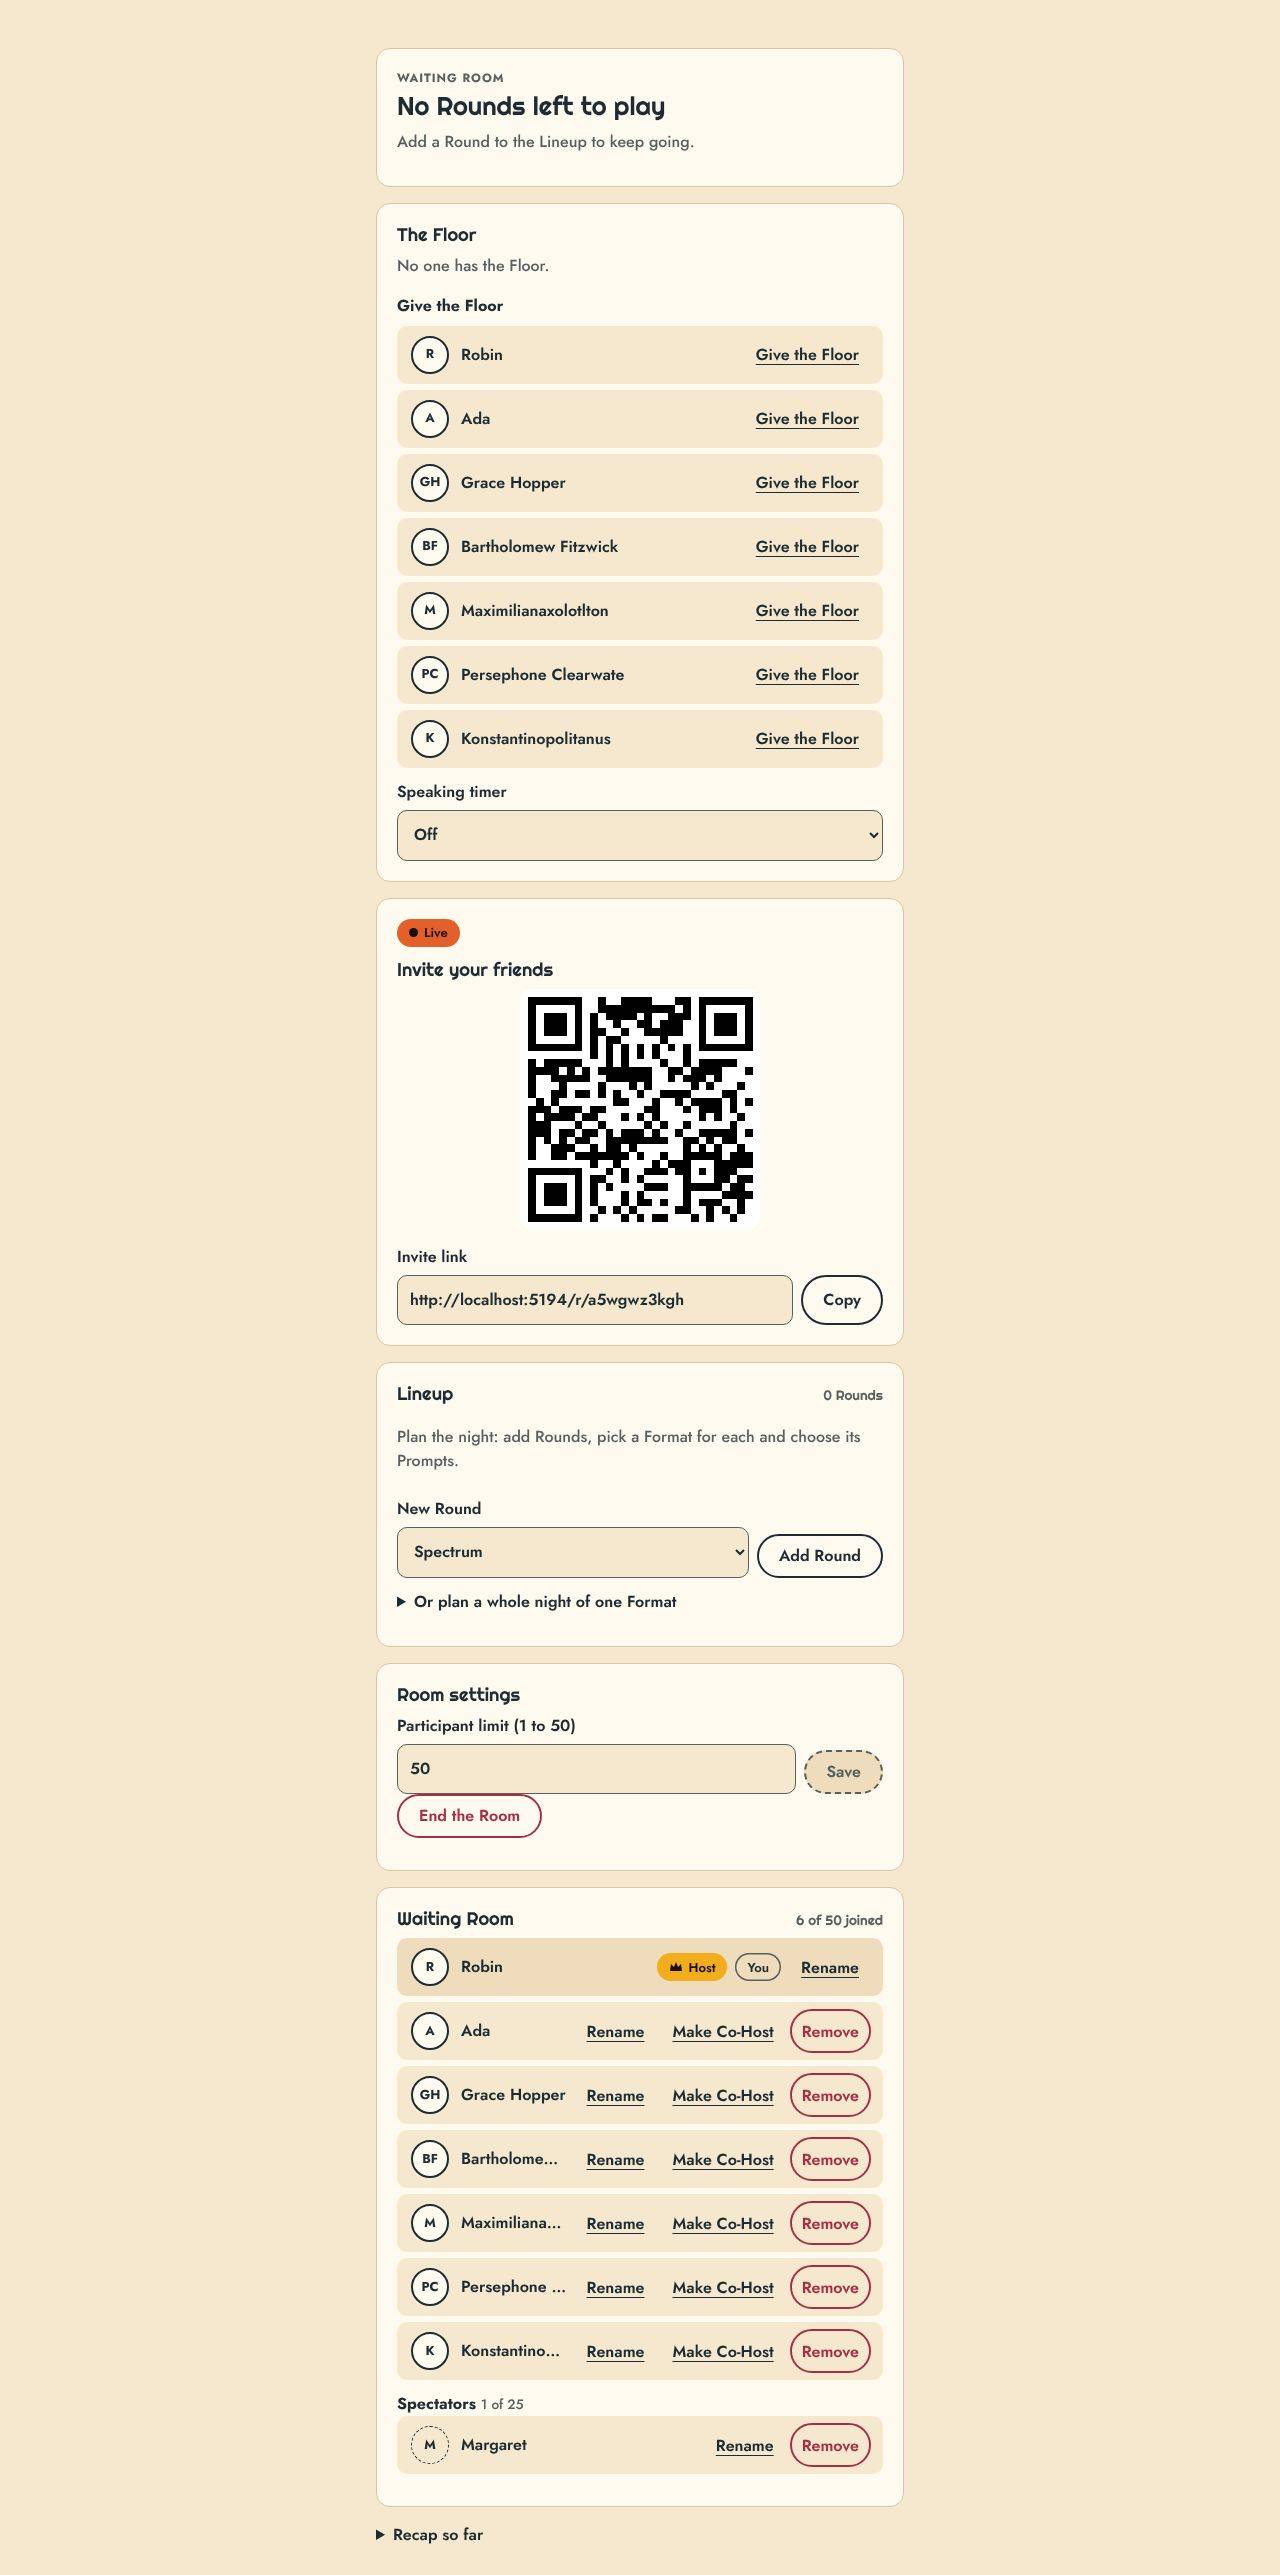 WAITING ROOM
No Rounds left to play
Add a Round to the Lineup to keep going.
The Floor
No one has the Floor.
Give the Floor
R Robin Give the Floor
A Ada Give the Floor
GH Grace Hopper Give the Floor
BF Bartholomew Fitzwick Give the Floor
M Maximilianaxolotlton Give the Floor
PC Persephone Clearwate Give the Floor
K Konstantinopolitanus Give the Floor
Speaking timer
Off
Live
Invite your friends
Invite link
http://localhost:5194/r/a5wgwz3kgh Copy
Lineup 0 Rounds
Plan the night: add Rounds, pick a Format for each and choose its
Prompts.
New Round
Spectrum Add Round
Or plan a whole night of one Format
Room settings
Participant limit (1 to 50)
50 Save
End the Room
Waiting Room 6 of 50 joined
R Robin Host You Rename
A Ada Rename Make Co-Host Remove
GH Grace Hopper Rename Make Co-Host Remove
BF Bartholome... Rename Make Co-Host Remove
M Maximiliana... Rename Make Co-Host Remove
PC Persephone ... Rename Make Co-Host Remove
K Konstantino... Rename Make Co-Host Remove
Spectators 1 of 25
M Margaret Rename Remove
Recap so far